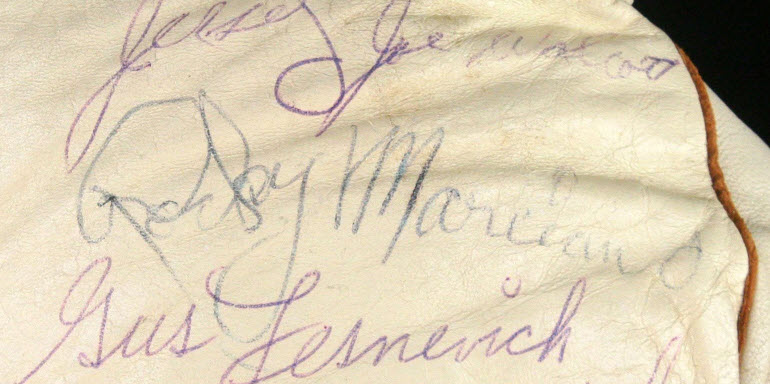 Jersey Joe Walcott
Rocky Marciano
Gus Lesnevich